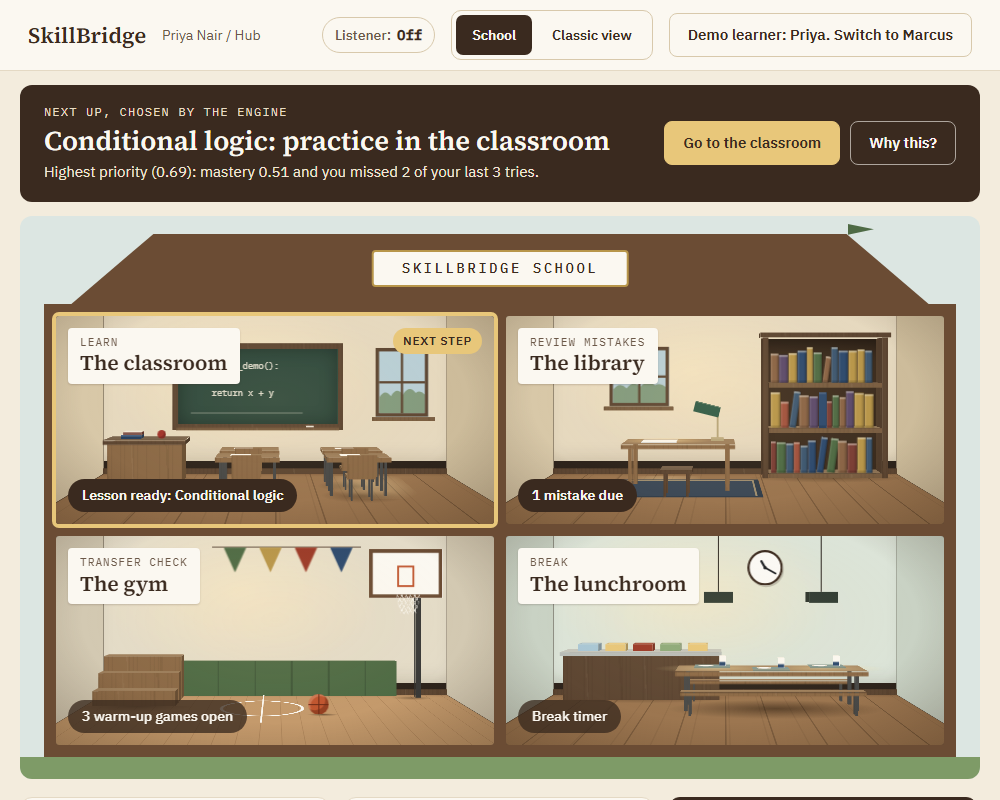 SkillBridge
Priya Nair / Hub
Listener: Off
School
Classic view
Demo learner: Priya. Switch to Marcus
NEXT UP, CHOSEN BY THE ENGINE
Conditional logic: practice in the classroom
Highest priority (0.69): mastery 0.51 and you missed 2 of your last 3 tries.
Go to the classroom
Why this?
SKILLBRIDGE SCHOOL
LEARN
The classroom
NEXT STEP
_demo():
return x + y
Lesson ready: Conditional logic
REVIEW MISTAKES
The library
1 mistake due
TRANSFER CHECK
The gym
3 warm-up games open
BREAK
The lunchroom
Break timer